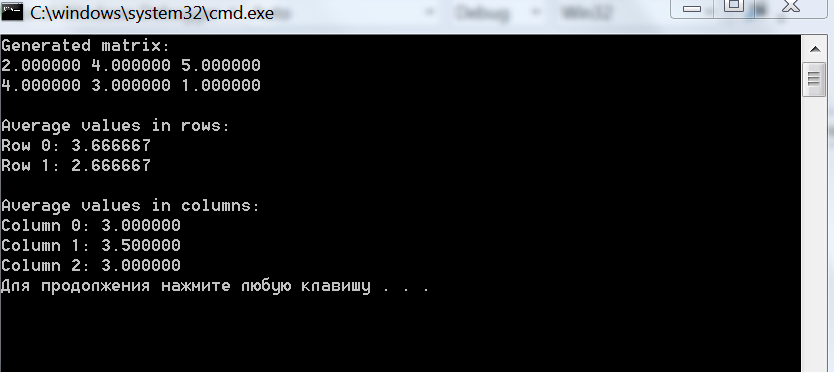 Debug
Win32
C:\windows\system32\cmd.exe
Generated matrix:
2.000000 4.000000 5.000000
4.000000 3.000000 1.000000
Average values in rows:
Row 0: 3.666667
Row 1: 2.666667
Average values in columns:
Column 0: 3.000000
Column 1: 3.500000
Column 2: 3.000000
Для продолжения нажмите любую клавишу . . .